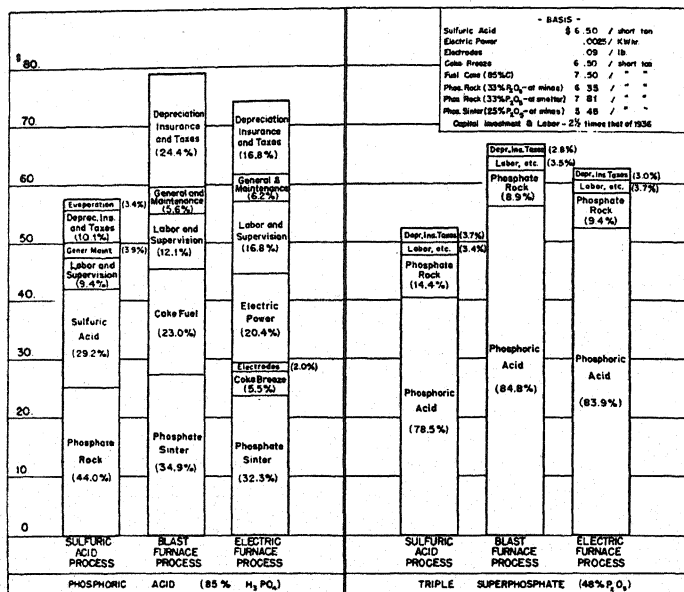 - BASIS -
Sulfuric Acid $ 6.50 / short ton
Electric Power .0025 / KWhr.
Electrodes .09 / lb.
Coke Breeze 6.50 / short ton
Fuel Coke (85%C) 7.50 / " "
Phos. Rock (33% P₂O₅-at mines) 6 35 / " "
Phos Rock (33% P₂O₅-at smelter) 7 81 / " "
Phos. Sinter (25% P₂O₅-at mines) 5 48 / " "
Capital Investment & Labor - 2½ times that of 1936
$
80.
70.
60
50
40.
30
20.
10
0
Evaporation (3.4%)
Deprec, Ins.
and Taxes
(10.1%)
Gener Maint. (3.9%)
Labor and
Supervision
(9.4%)
Sulfuric
Acid
(29.2%)
Phosphate
Rock
(44.0%)
Depreciation
Insurance
and Taxes
(24.4%)
General and
Maintenance
(5.6%)
Labor and
Supervision
(12.1%)
Coke Fuel
(23.0%)
Phosphate
Sinter
(34.9%)
Depreciation
Insurance
and Taxes
(16.8%)
General &
Maintenance
(6.2%)
Labor and
Supervision
(16.8%)
Electric
Power
(20.4%)
Electrodes (2.0%)
Coke Breeze
(5.5%)
Phosphate
Sinter
(32.3%)
Depr, Ins. Taxes (3.7%)
Labor, etc. (3.4%)
Phosphate
Rock
(14.4%)
Phosphoric
Acid
(78.5%)
Depr, Ins. Taxes (2.8%)
Labor, etc. (3.5%)
Phosphate
Rock
(8.9%)
Phosphoric
Acid
(84.8%)
Depr, Ins Taxes (3.0%)
Labor, etc. (3.7%)
Phosphate
Rock
(9.4%)
Phosphoric
Acid
(83.9%)
SULFURIC
ACID
PROCESS
BLAST
FURNACE
PROCESS
ELECTRIC
FURNACE
PROCESS
SULFURIC
ACID
PROCESS
BLAST
FURNACE
PROCESS
ELECTRIC
FURNACE
PROCESS
PHOSPHORIC ACID (85 % H₃PO₄)
TRIPLE SUPERPHOSPHATE (48% P₂O₅)